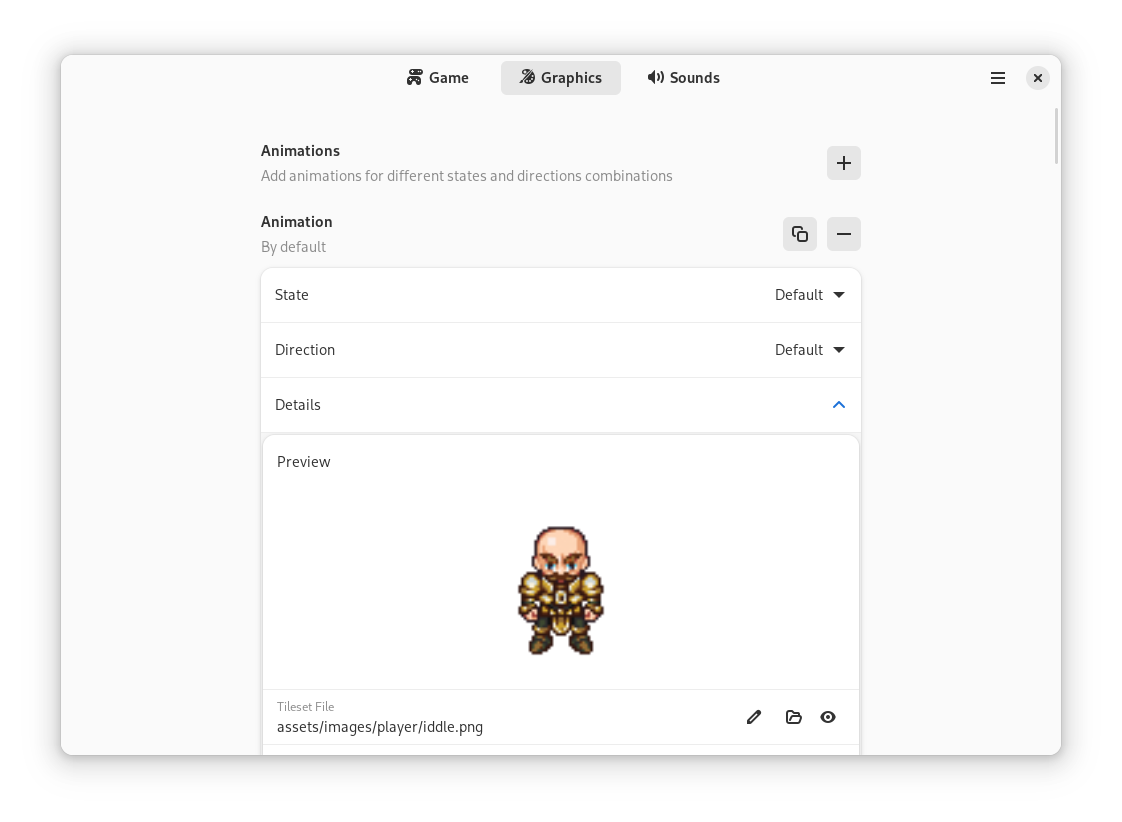 Game
Graphics
Sounds
Animations
Add animations for different states and directions combinations
Animation
By default
State
Default
Direction
Default
Details
Preview
Tileset File
assets/images/player/iddle.png